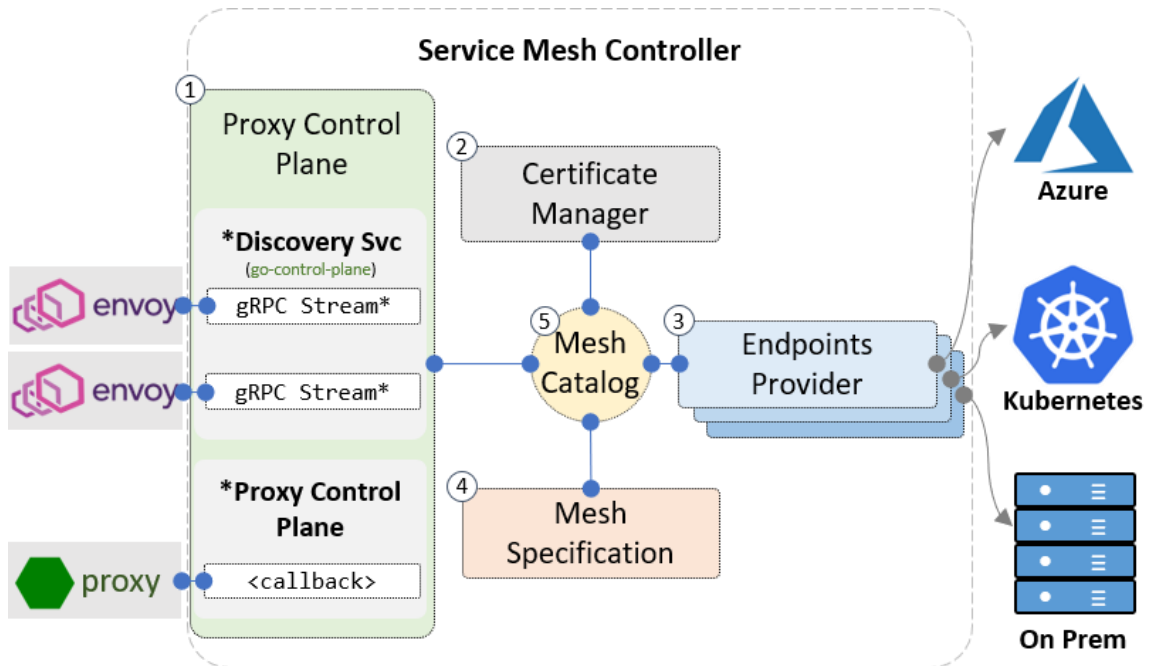 Service Mesh Controller
1
Proxy Control
Plane
*Discovery Svc
(go-control-plane)
envoy
gRPC Stream*
envoy
gRPC Stream*
*Proxy Control
Plane
proxy
<callback>
2
Certificate
Manager
5
Mesh
Catalog
3
Endpoints
Provider
4
Mesh
Specification
Azure
Kubernetes
On Prem